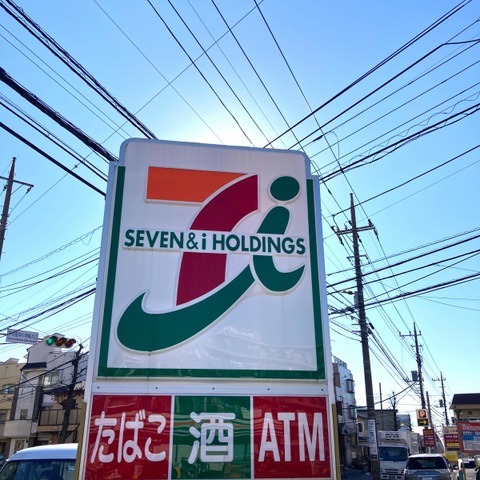 SEVEN & i HOLDINGS
たばこ 酒 ATM